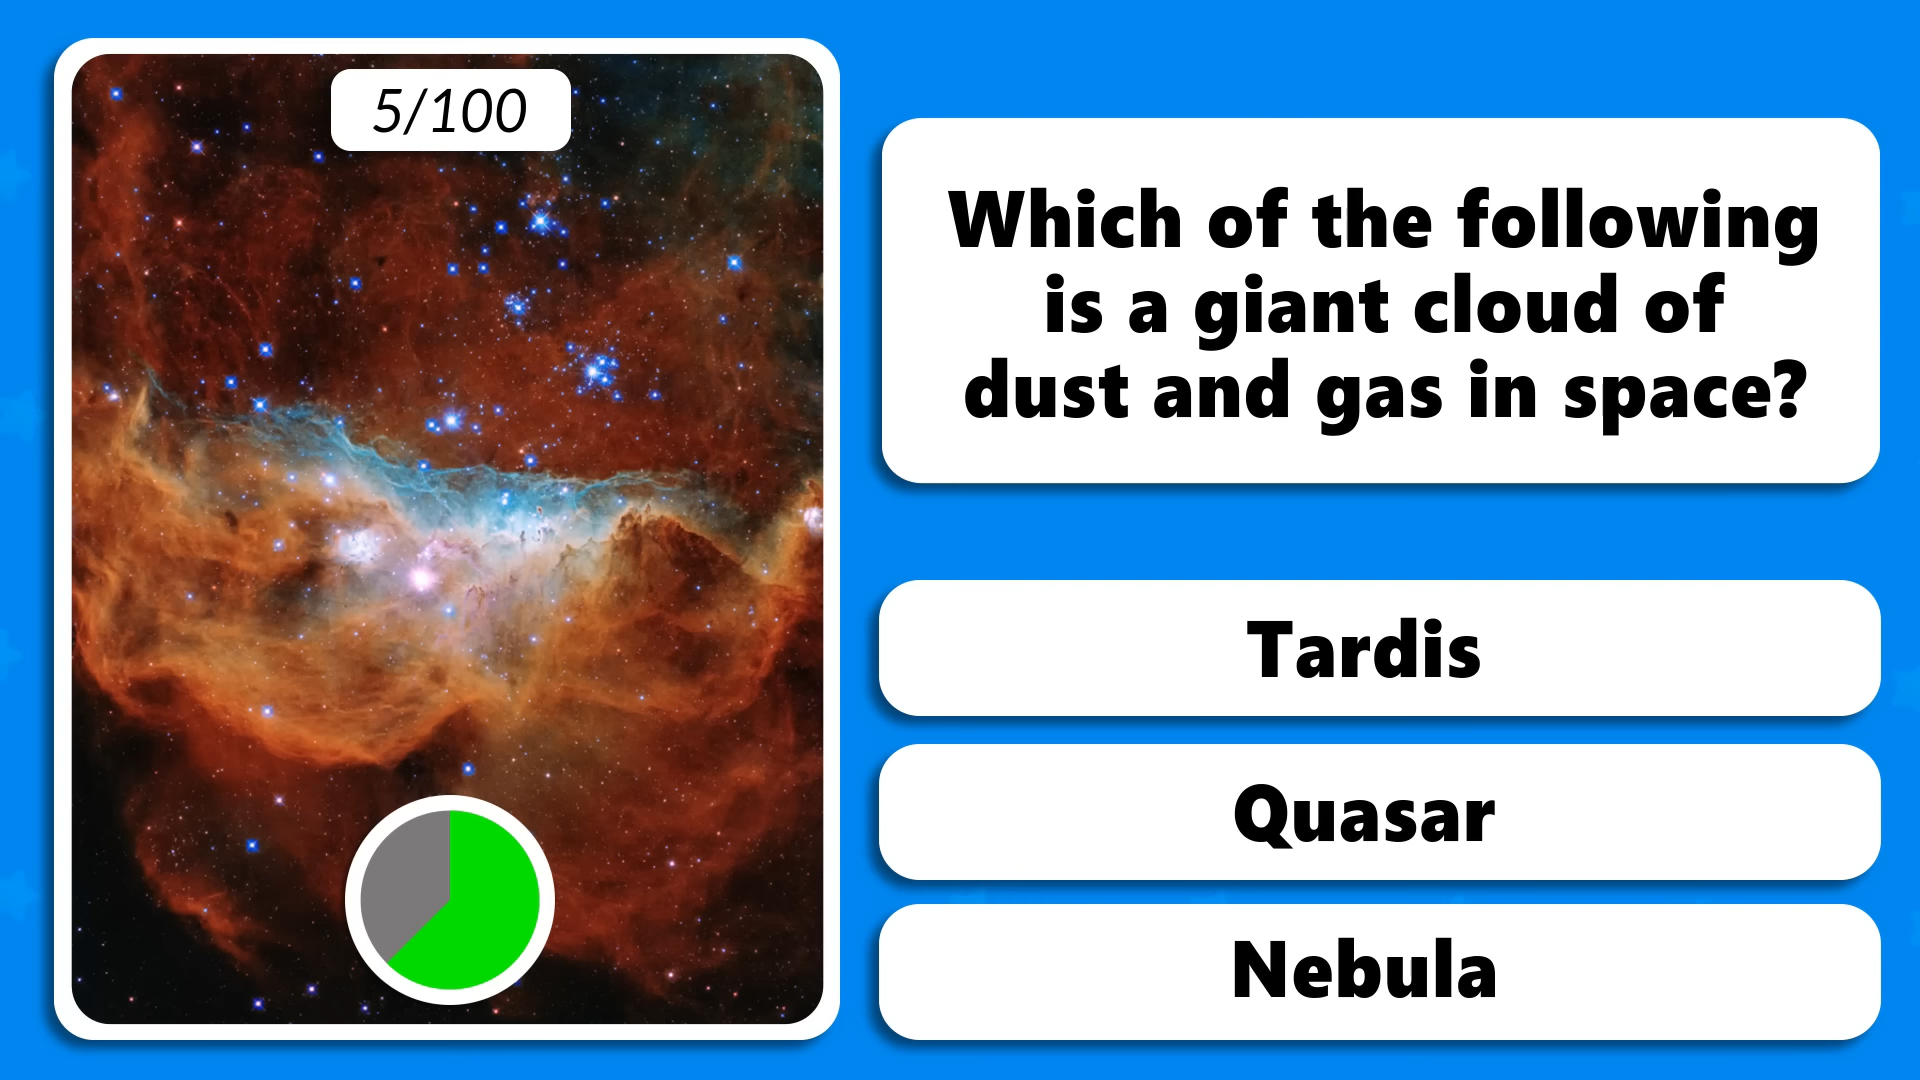 5/100
Which of the following
is a giant cloud of
dust and gas in space?
Tardis
Quasar
Nebula